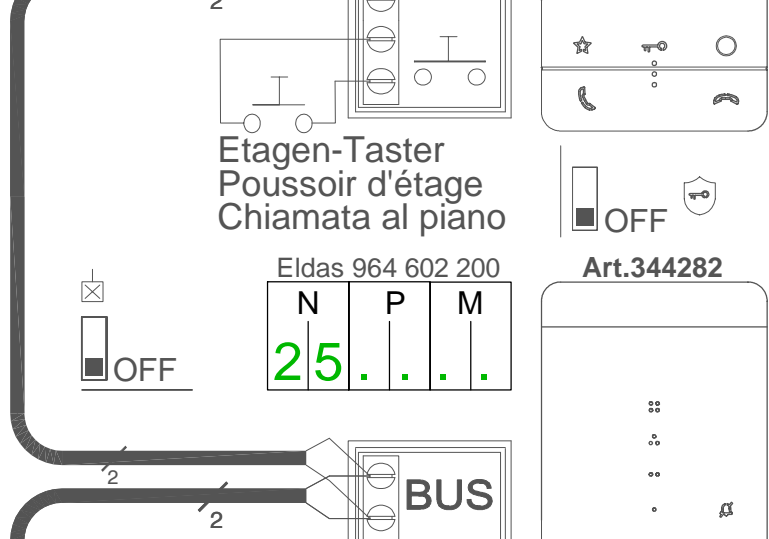 2
Etagen-Taster
Poussoir d'étage
Chiamata al piano
OFF
Eldas 964 602 200
Art.344282
N P M
25. . . .
OFF
2
BUS
2